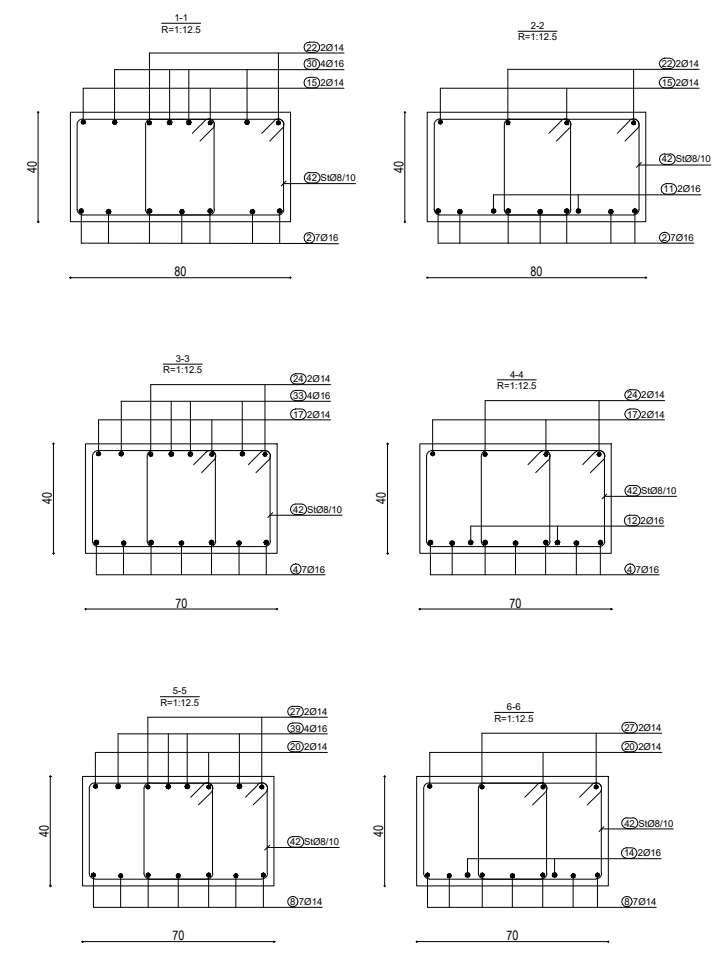 1-1
R=1:12.5
22 2Ø14
30 4Ø16
15 2Ø14
40
42 StØ8/10
2 7Ø16
80
2-2
R=1:12.5
22 2Ø14
15 2Ø14
40
42 StØ8/10
11 2Ø16
2 7Ø16
80
3-3
R=1:12.5
24 2Ø14
33 4Ø16
17 2Ø14
40
42 StØ8/10
4 7Ø16
70
4-4
R=1:12.5
24 2Ø14
17 2Ø14
40
42 StØ8/10
12 2Ø16
4 7Ø16
70
5-5
R=1:12.5
27 2Ø14
39 4Ø16
20 2Ø14
40
42 StØ8/10
8 7Ø14
70
6-6
R=1:12.5
27 2Ø14
20 2Ø14
40
42 StØ8/10
14 2Ø16
8 7Ø14
70